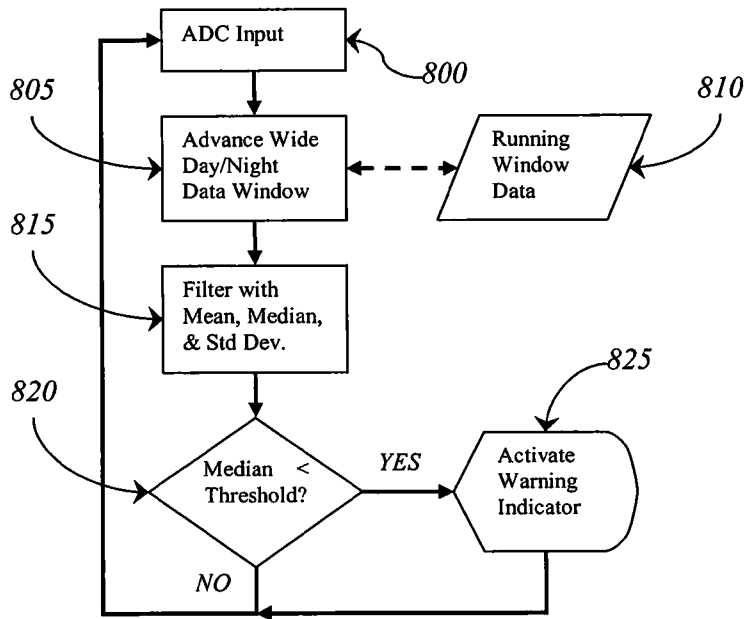 ADC Input
800
805
810
Advance Wide
Day/Night
Data Window
Running
Window
Data
815
Filter with
Mean, Median,
& Std Dev.
820
825
Median <
Threshold?
YES
Activate
Warning
Indicator
NO